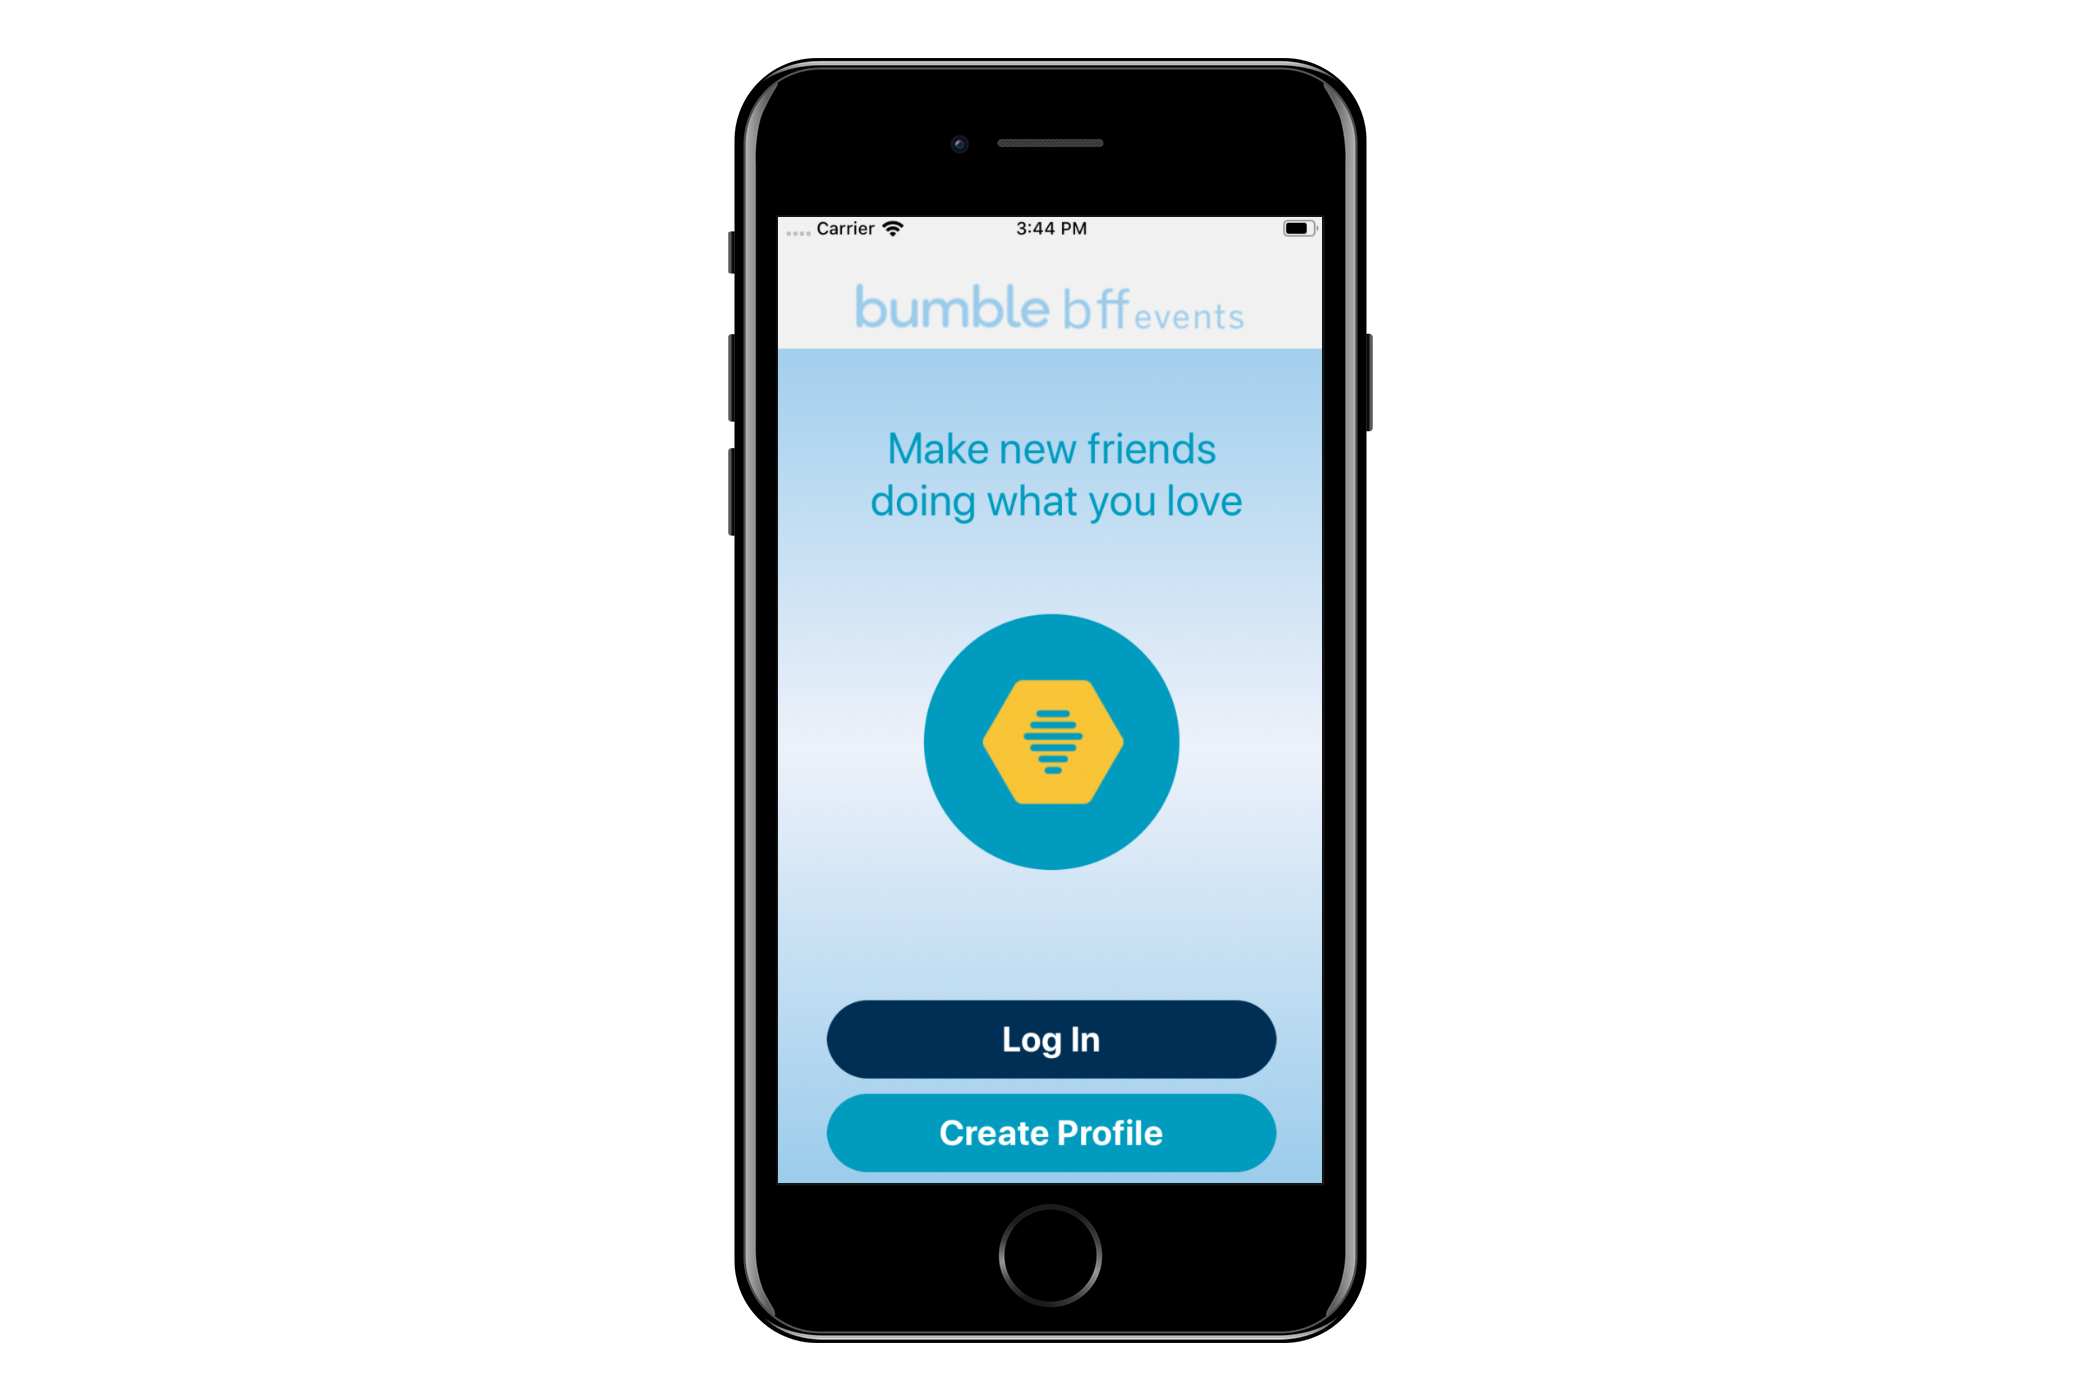 Carrier 3:44 PM
bumble bff events
Make new friends
doing what you love
Log In
Create Profile